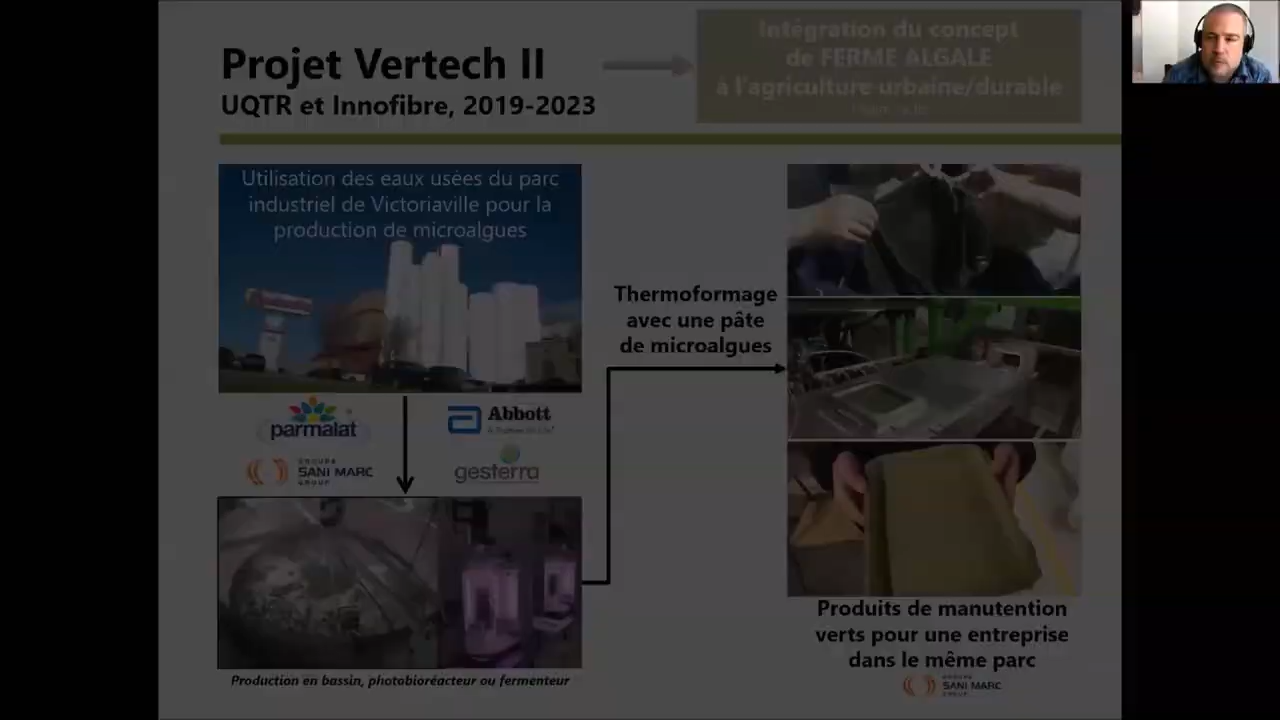 Projet Vertech II
UQTR et Innofibre, 2019-2023
Intégration du concept
de FERME ALGALE
à l'agriculture urbaine/durable
Utilisation des eaux usées du parc
industriel de Victoriaville pour la
production de microalgues
Thermoformage
avec une pâte
de microalgues
parmalat
Abbott
GROUPE
SANI MARC
GROUP
gesterra
Production en bassin, photobioréacteur ou fermenteur
Produits de manutention
verts pour une entreprise
dans le même parc
GROUPE
SANI MARC
GROUP